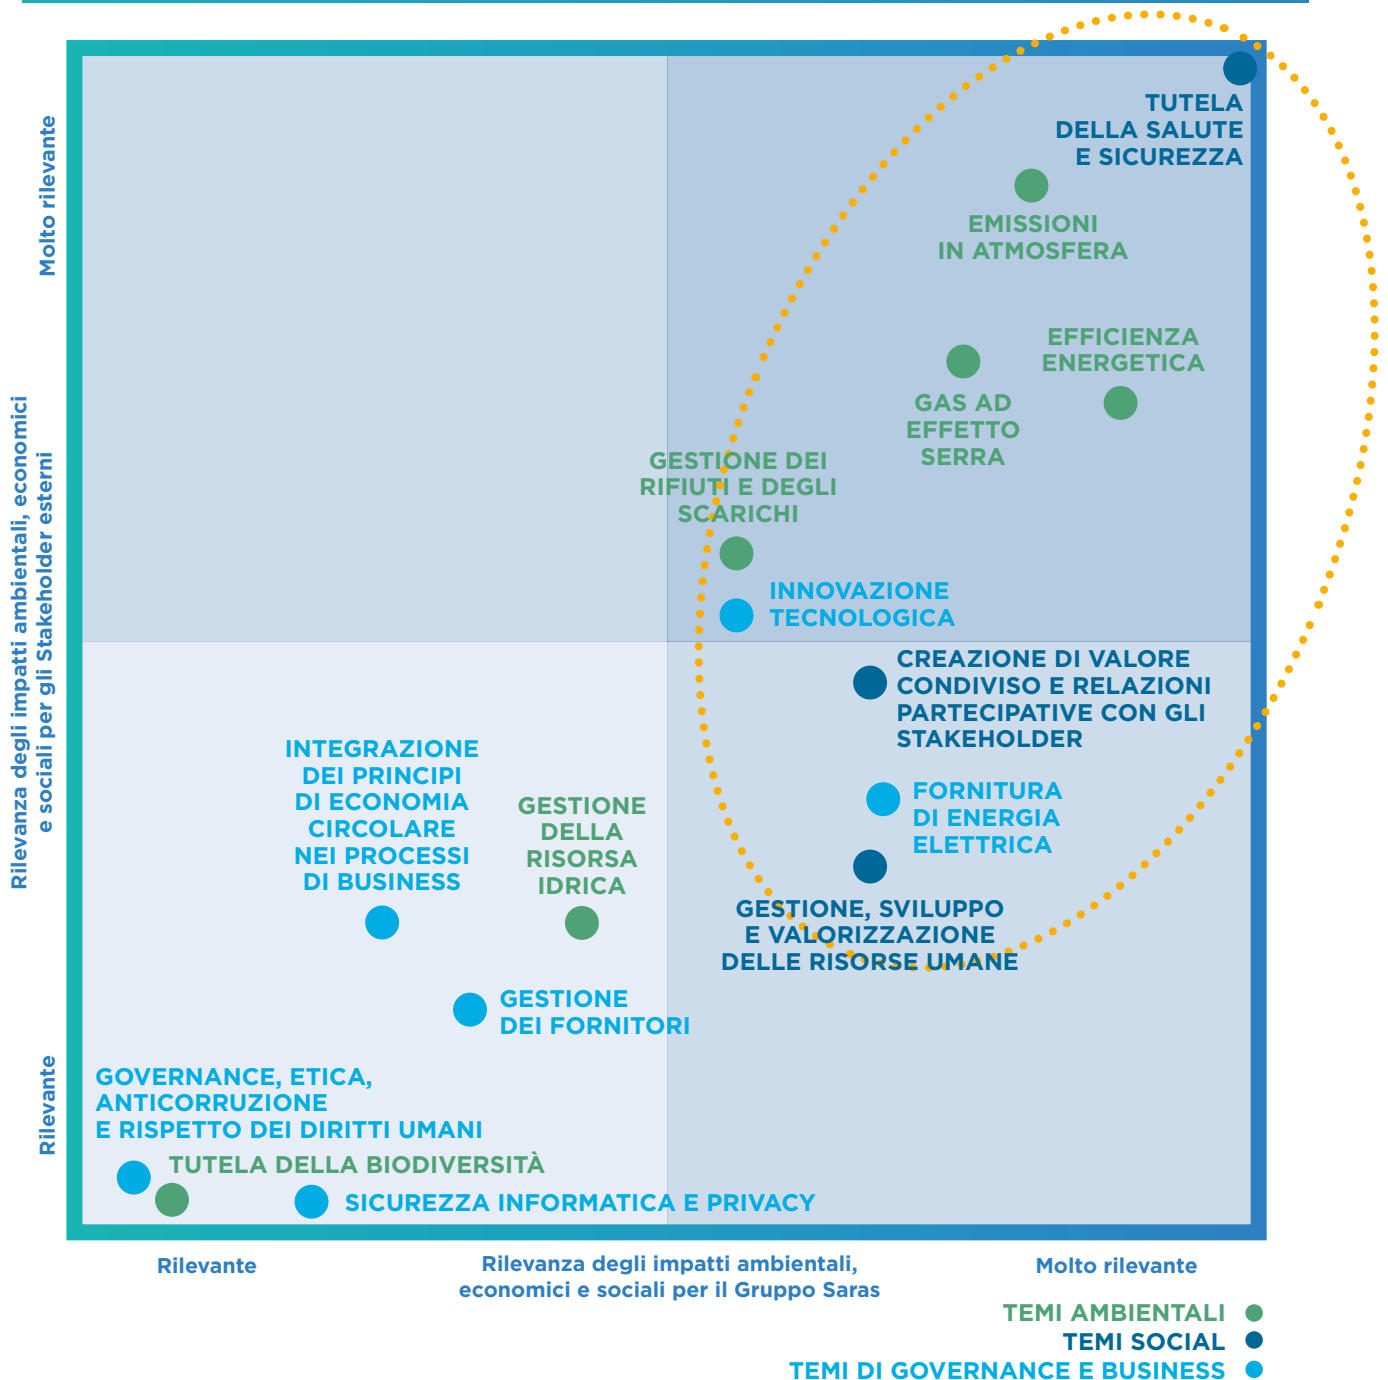 Molto rilevante
Rilevanza degli impatti ambientali, economici
e sociali per gli Stakeholder esterni
Rilevante
TUTELA
DELLA SALUTE
E SICUREZZA
EMISSIONI
IN ATMOSFERA
EFFICIENZA
ENERGETICA
GAS AD
EFFETTO
SERRA
GESTIONE DEI
RIFIUTI E DEGLI
SCARICHI
INNOVAZIONE
TECNOLOGICA
CREAZIONE DI VALORE
CONDIVISO E RELAZIONI
PARTECIPATIVE CON GLI
STAKEHOLDER
INTEGRAZIONE
DEI PRINCIPI
DI ECONOMIA
CIRCOLARE
NEI PROCESSI
DI BUSINESS
GESTIONE
DELLA
RISORSA
IDRICA
FORNITURA
DI ENERGIA
ELETTRICA
GESTIONE, SVILUPPO
E VALORIZZAZIONE
DELLE RISORSE UMANE
GESTIONE
DEI FORNITORI
GOVERNANCE, ETICA,
ANTICORRUZIONE
E RISPETTO DEI DIRITTI UMANI
TUTELA DELLA BIODIVERSITÀ
SICUREZZA INFORMATICA E PRIVACY
Rilevante
Rilevanza degli impatti ambientali,
economici e sociali per il Gruppo Saras
Molto rilevante
TEMI AMBIENTALI
TEMI SOCIAL
TEMI DI GOVERNANCE E BUSINESS